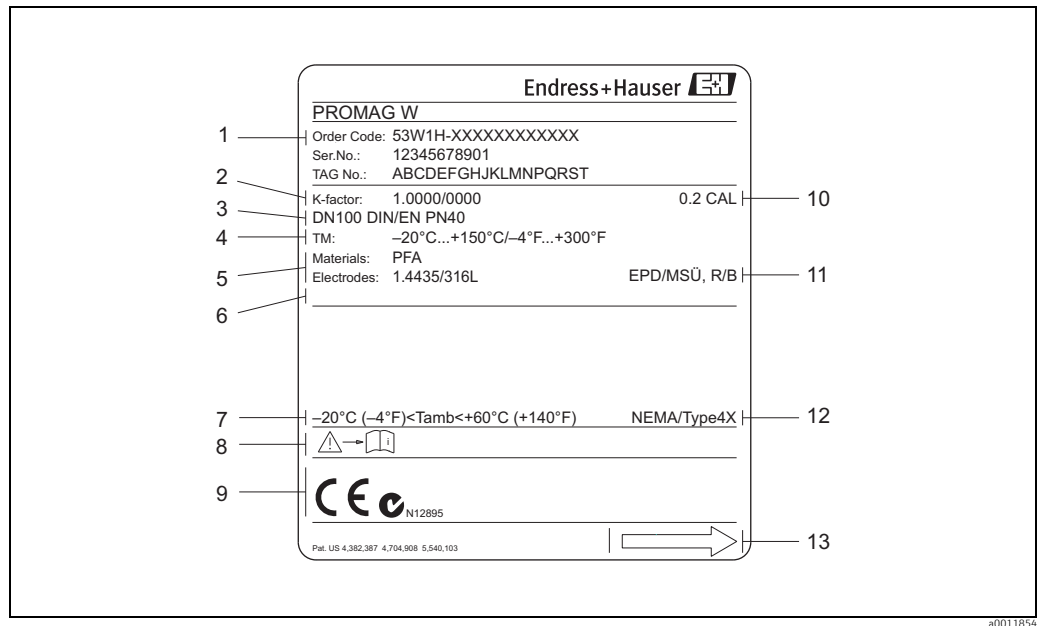 Endress+Hauser
PROMAG W
1 Order Code: 53W1H-XXXXXXXXXXXX
Ser.No.: 12345678901
2 TAG No.: ABCDEFGHJKLMNPQRST
K-factor: 1.0000/0000 0.2 CAL 10
3 DN100 DIN/EN PN40
4 TM: –20°C...+150°C/–4°F...+300°F
Materials: PFA
5 Electrodes: 1.4435/316L EPD/MSÜ, R/B 11
6
7 –20°C (–4°F)<Tamb<+60°C (+140°F) NEMA/Type4X 12
8 i
9 CE N12895
Pat. US 4,382,387 4,704,908 5,540,103 13
a0011854